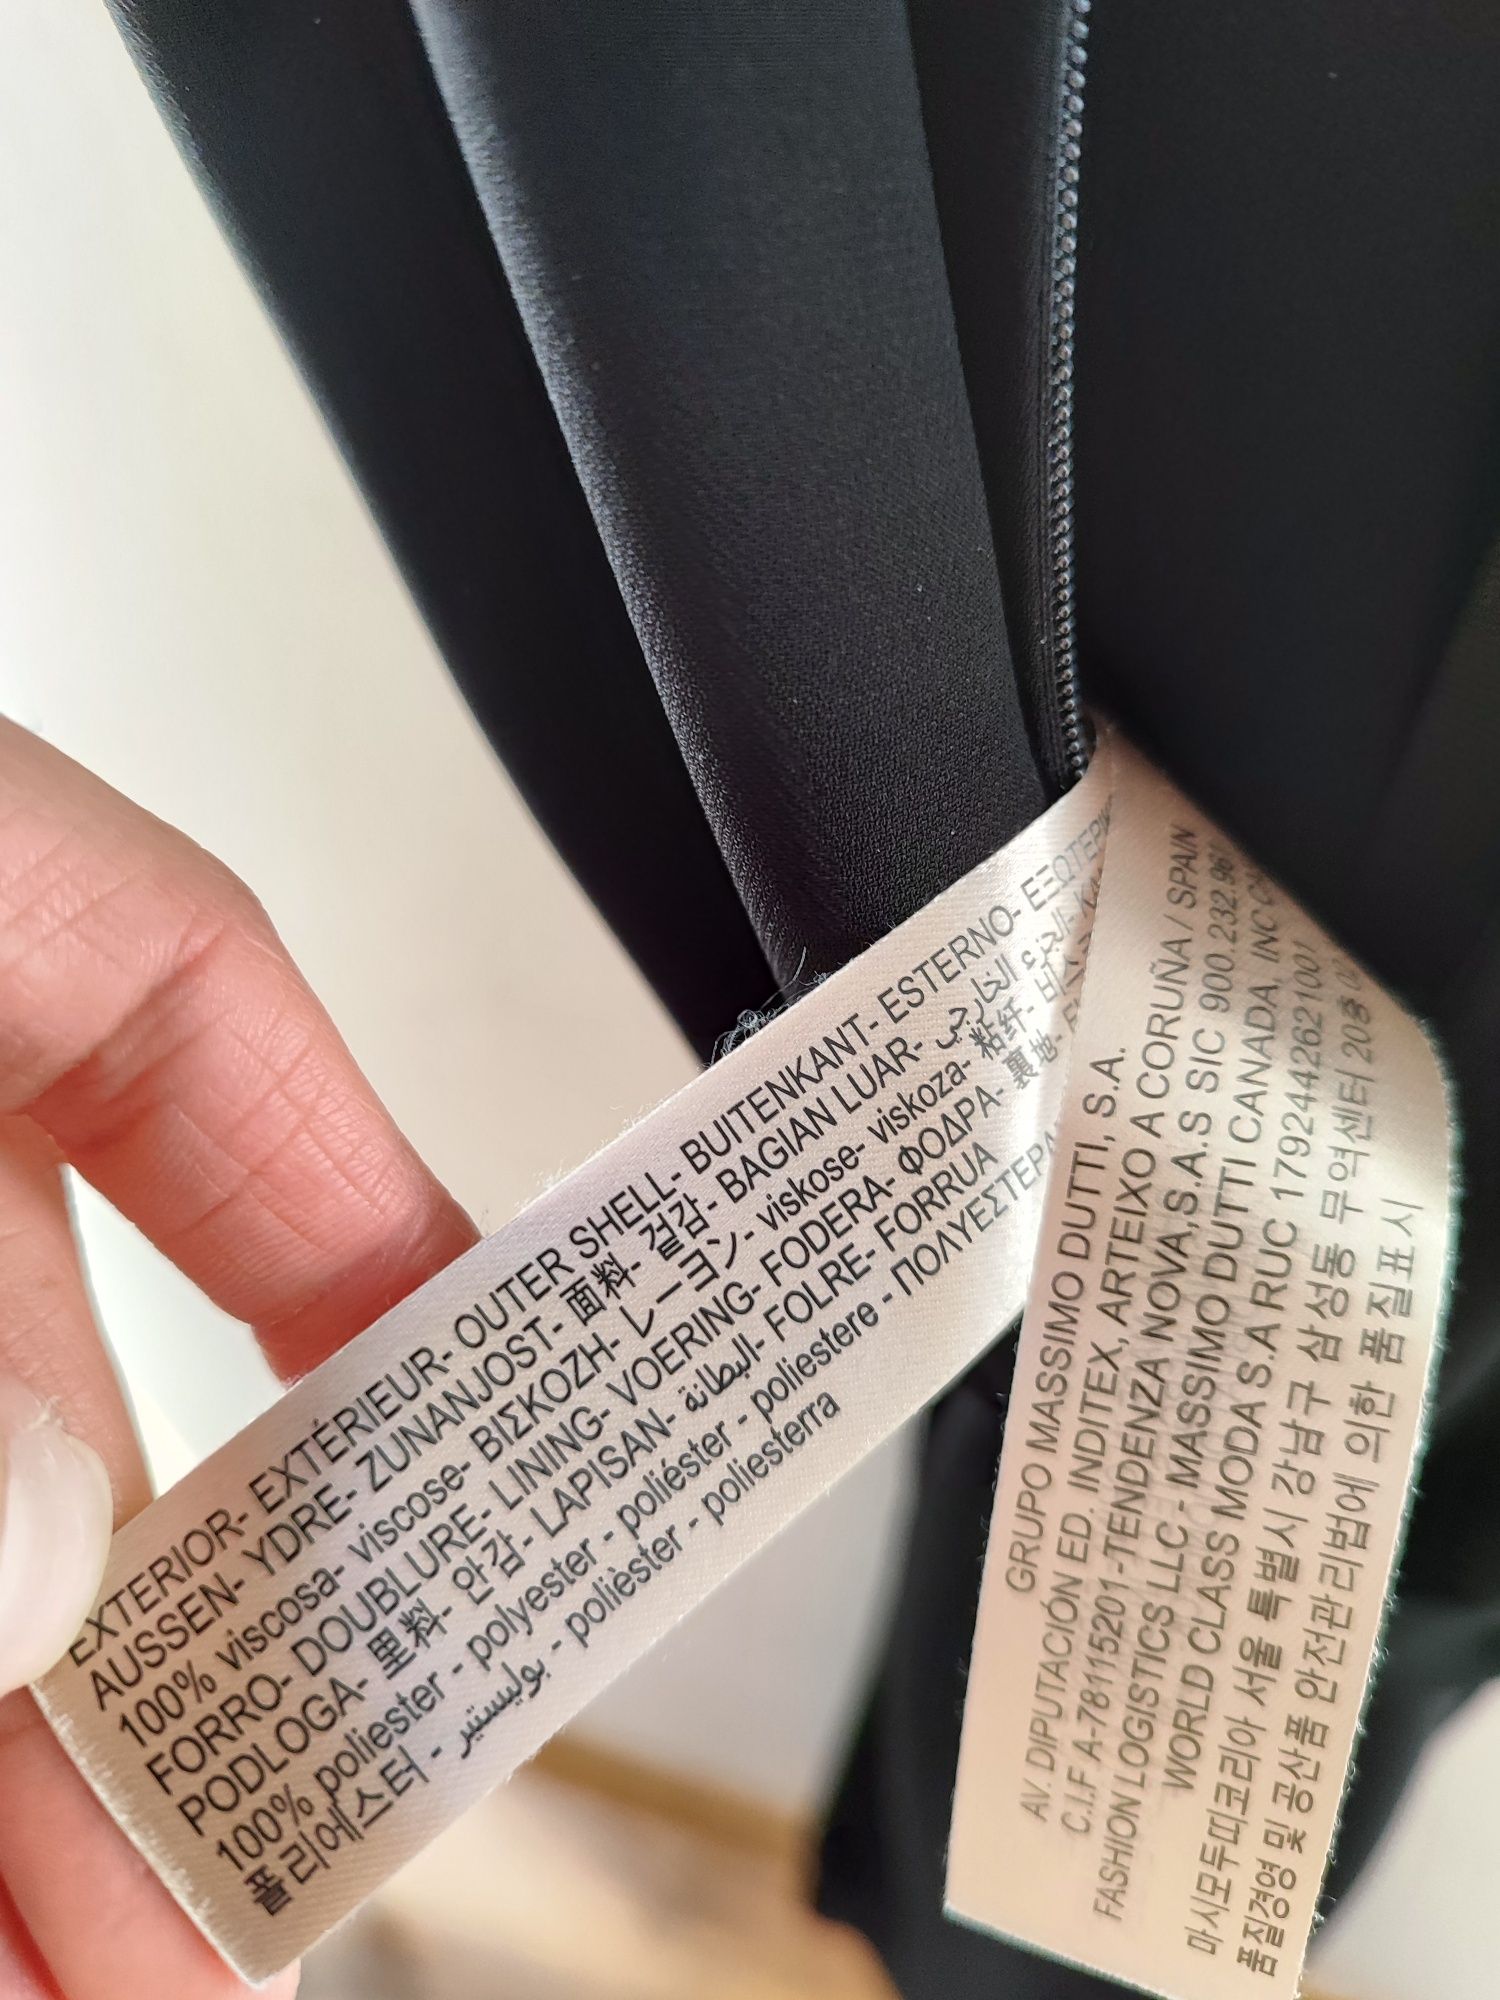 EXTERIOR- EXTÉRIEUR- OUTER SHELL- BUITENKANT- ESTERNO-
AUSSEN- YDRE- ZUNANJOST- 面料- 겉감- BAGIAN LUAR- الجزء الخارجي-
100% viscosa- viscose- ΒΙΣΚΟΖΗ- レーヨン- viskose- viskoza- 粘纤-
FORRO- DOUBLURE- LINING- VOERING- FODERA- ΦΟΔΡΑ- 裏地-
PODLOGA- 里料- 안감- LAPISAN- البطانة- FOLRE- FORRUA
100% poliester - polyester - poliéster - poliestere -
폴리에스터 - بوليستير - polièster - poliesterra
GRUPO MASSIMO DUTTI, S.A.
AV. DIPUTACIÓN ED. INDITEX, ARTEIXO A CORUÑA / SPAIN
C.I.F A-78115201-TENDENZA NOVA,S.A.S SIC 900.232.961
FASHION LOGISTICS LLC - MASSIMO DUTTI CANADA, INC
WORLD CLASS MODA S.A RUC 1792442621001
마시모두띠코리아 서울 특별시 강남구 삼성동 무역센터 20층
품질경영 및 공산품 안전관리법에 의한 품질표시